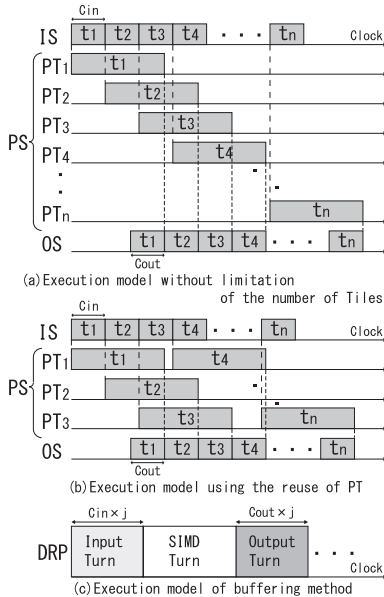 Cin
IS t1 t2 t3 t4 · · · tn Clock
PT1 t1
PT2 t2
PS PT3 t3
PT4 t4
PTn tn
OS t1 t2 t3 t4 · · · tn
Cout
(a)Execution model without limitation
of the number of Tiles
Cin
IS t1 t2 t3 t4 · · · tn Clock
PT1 t1 t4
PS PT2 t2
PT3 t3 tn
OS t1 t2 t3 t4 · · · tn
Cout
(b)Execution model using the reuse of PT
Cin×j Cout×j
DRP Input Turn SIMD Turn Output Turn · · ·
Clock
(c)Execution model of buffering method